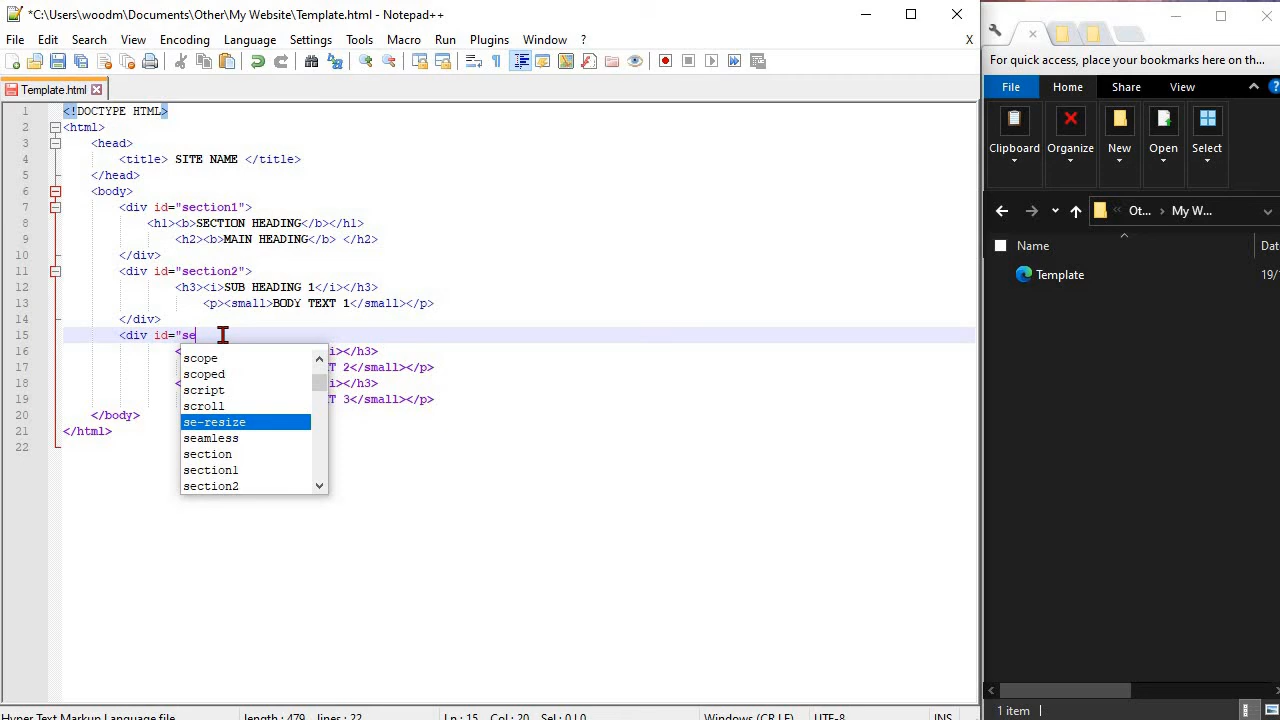 *C:\Users\woodm\Documents\Other\My Website\Template.html - Notepad++
File Edit Search View Encoding Language Settings Tools Macro Run Plugins Window ? X
Template.html
1 <!DOCTYPE HTML>
2 <html>
3 <head>
4 <title> SITE NAME </title>
5 </head>
6 <body>
7 <div id="section1">
8 <h1><b>SECTION HEADING</b></h1>
9 <h2><b>MAIN HEADING</b> </h2>
10 </div>
11 <div id="section2">
12 <h3><i>SUB HEADING 1</i></h3>
13 <p><small>BODY TEXT 1</small></p>
14 </div>
15 <div id="se
16 < i></h3>
17 T 2</small></p>
18 < i></h3>
19 T 3</small></p>
20 </body>
21 </html>
22
scope
scoped
script
scroll
se-resize
seamless
section
section1
section2
Hyper Text Markup Language file length : 479 lines : 22 Ln : 15 Col : 20 Sel : 0 | 0 Windows (CR LF) UTF-8 INS
For quick access, place your bookmarks here on th...
File Home Share View
Clipboard Organize New Open Select
Ot... My W...
Name Dat
Template 19/
1 item